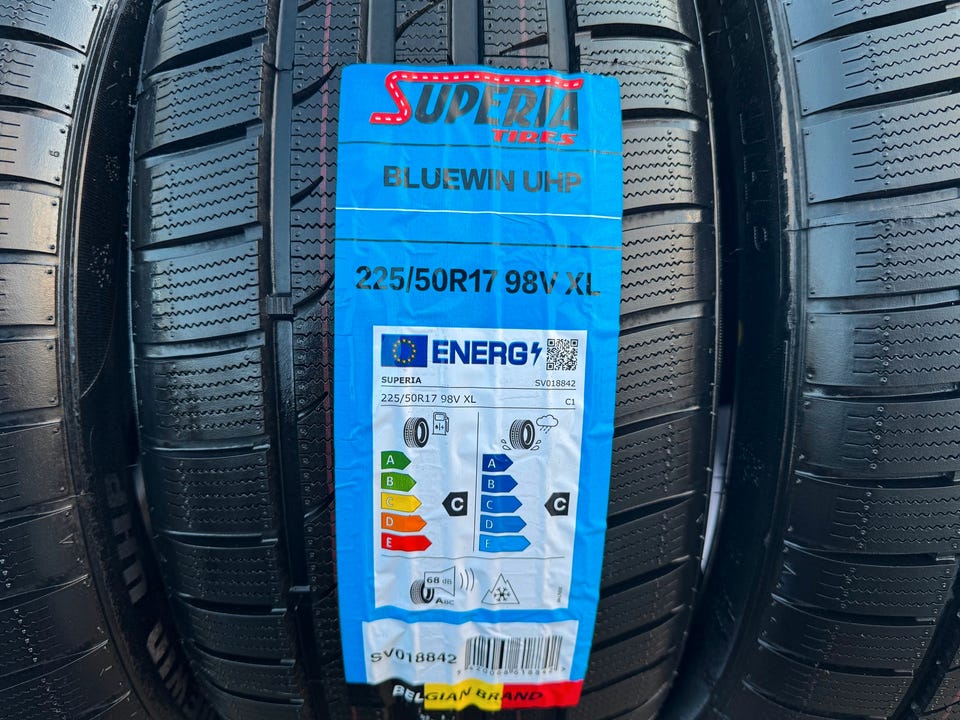 SUPERIA
TIRES
BLUEWIN UHP
225/50R17 98V XL
ENERG
SUPERIA SV018842
225/50R17 98V XL C1
A A
B B
C C C C
D D
E E
68 dB
ABC
SV018842
BELGIAN BRAND
UHP